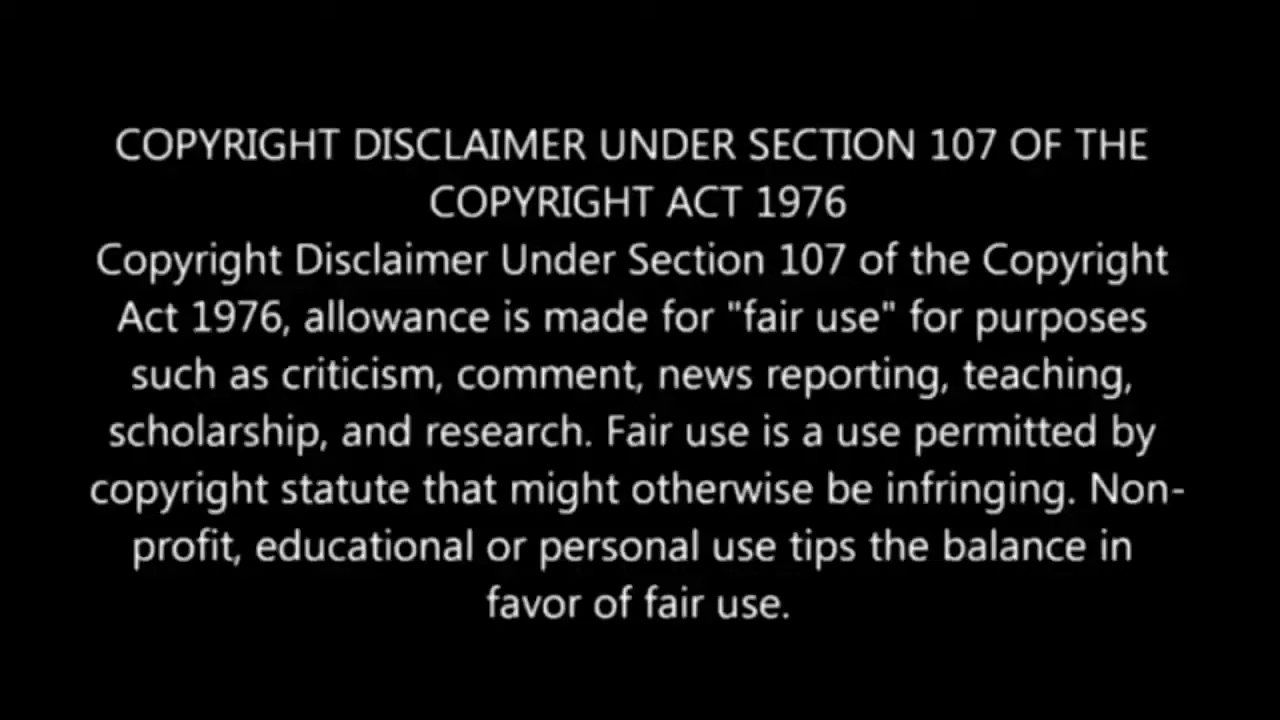 COPYRIGHT DISCLAIMER UNDER SECTION 107 OF THE
COPYRIGHT ACT 1976
Copyright Disclaimer Under Section 107 of the Copyright
Act 1976, allowance is made for "fair use" for purposes
such as criticism, comment, news reporting, teaching,
scholarship, and research. Fair use is a use permitted by
copyright statute that might otherwise be infringing. Non-
profit, educational or personal use tips the balance in
favor of fair use.